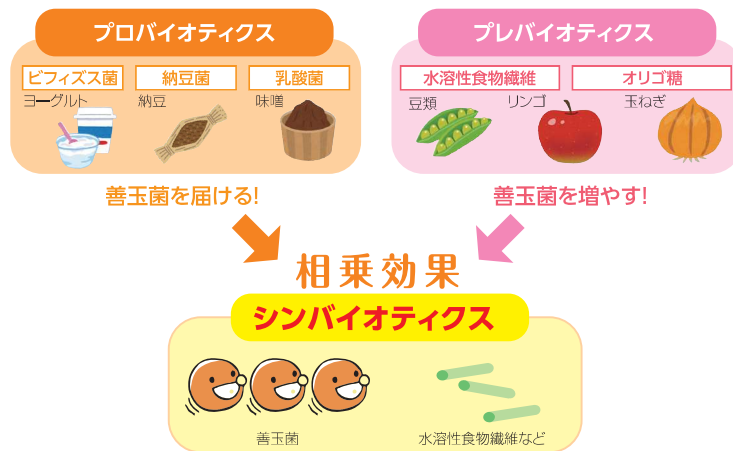 プロバイオティクス
プレバイオティクス
ビフィズス菌
納豆菌
乳酸菌
水溶性食物繊維
オリゴ糖
ヨーグルト
納豆
味噌
豆類
リンゴ
玉ねぎ
善玉菌を届ける!
善玉菌を増やす!
相乗効果
シンバイオティクス
善玉菌
水溶性食物繊維など